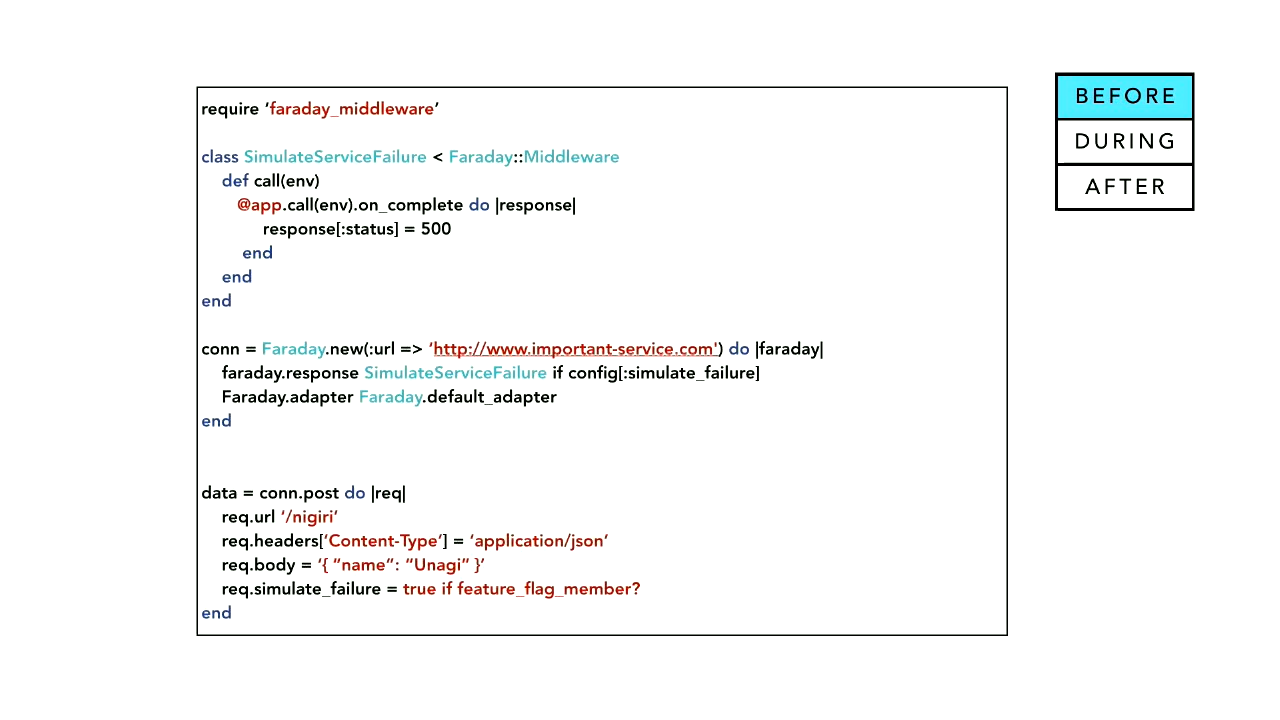 require ‘faraday_middleware’
class SimulateServiceFailure < Faraday::Middleware
def call(env)
@app.call(env).on_complete do |response|
response[:status] = 500
end
end
end
conn = Faraday.new(:url => ‘http://www.important-service.com’) do |faraday|
faraday.response SimulateServiceFailure if config[:simulate_failure]
Faraday.adapter Faraday.default_adapter
end
data = conn.post do |req|
req.url ‘/nigiri’
req.headers[‘Content-Type’] = ‘application/json’
req.body = ‘{ “name”: “Unagi” }’
req.simulate_failure = true if feature_flag_member?
end
BEFORE
DURING
AFTER